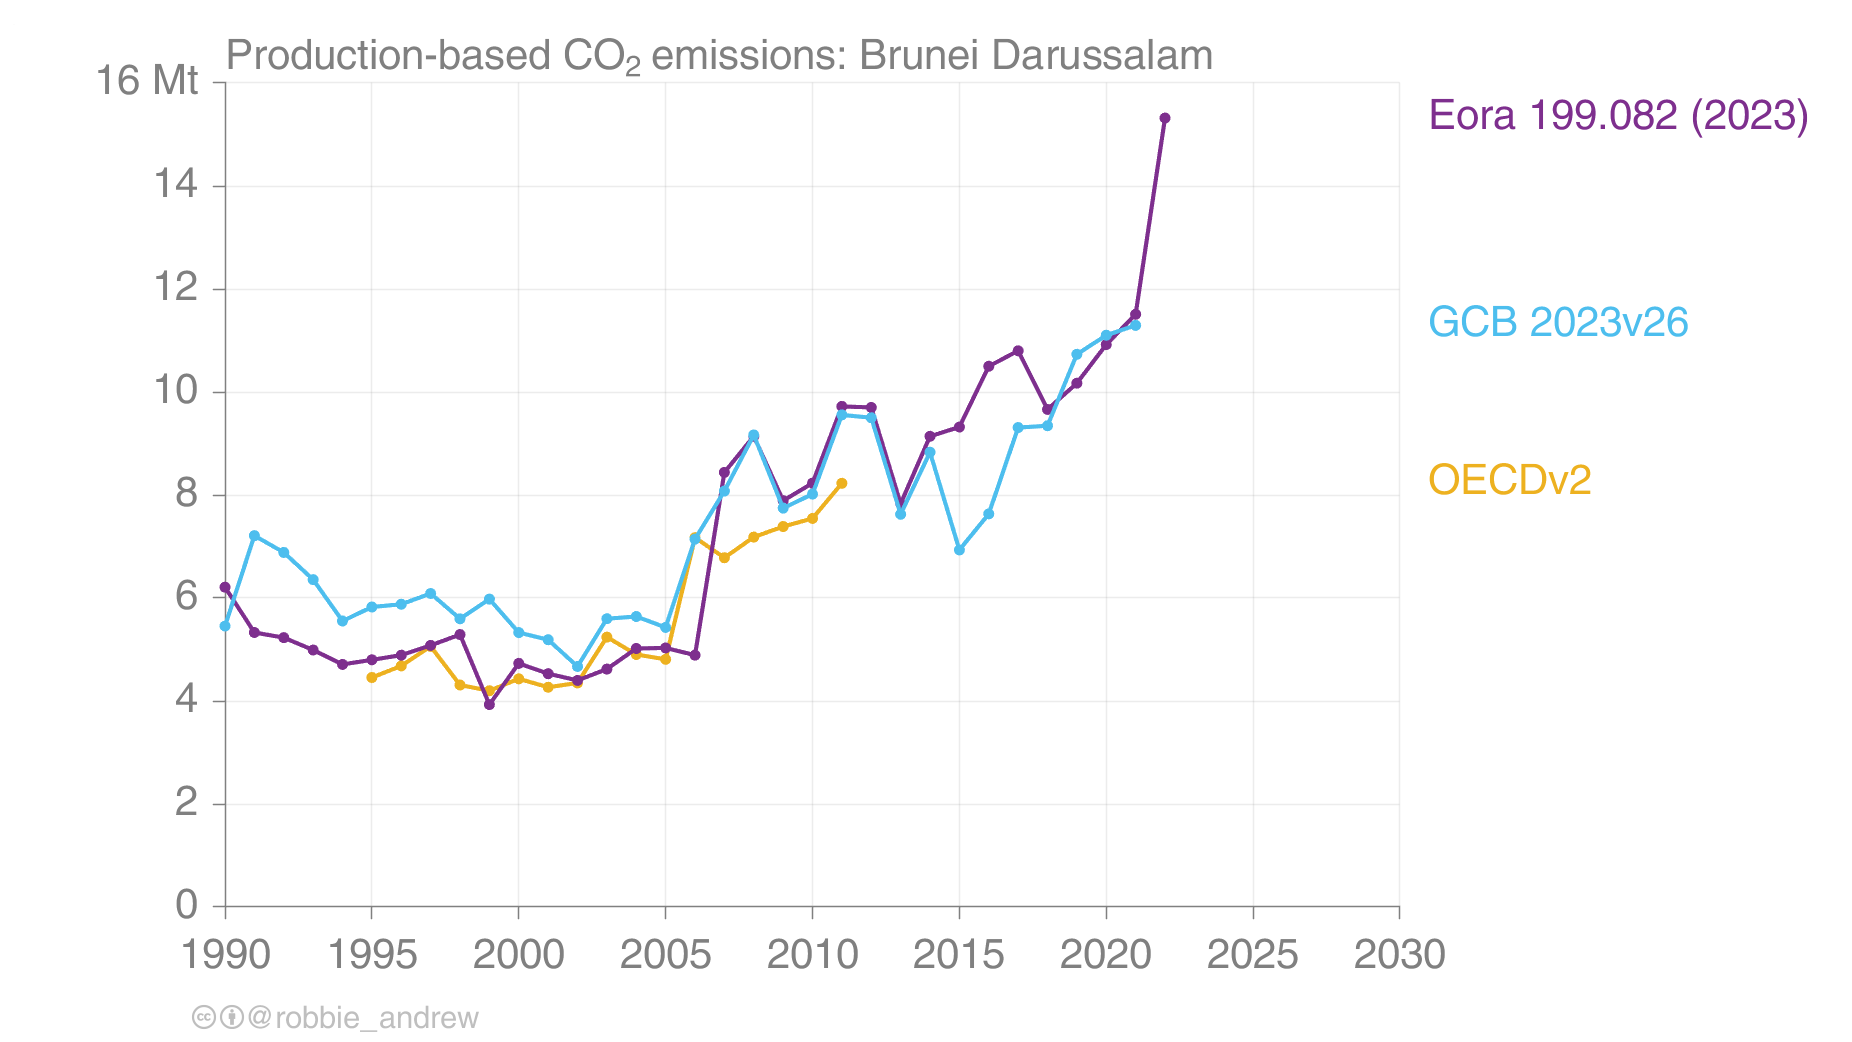 Production-based CO₂ emissions: Brunei Darussalam
16 Mt
14
12
10
8
6
4
2
0
1990 1995 2000 2005 2010 2015 2020 2025 2030
Eora 199.082 (2023)
GCB 2023v26
OECDv2
cc @robbie_andrew